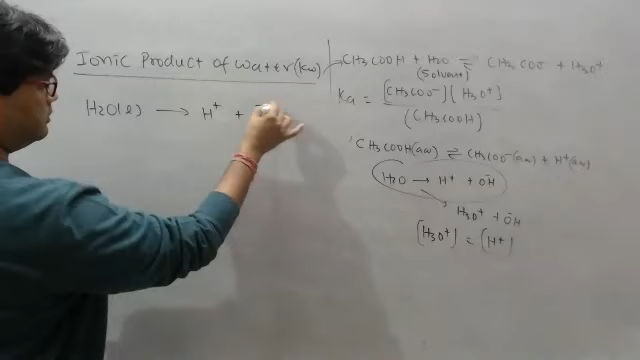 Ionic Product of water (Kw)
H2O(l) → H+ +
CH3COOH + H2O ⇌ CH3COO- + H3O+
(Solvent)
Ka = [CH3COO-][H3O+]
(CH3COOH)
CH3COOH(aq) ⇌ CH3COO-(aq) + H+(aq)
H2O → H+ + OH-
H3O+ + OH-
[H3O+] = [H+]